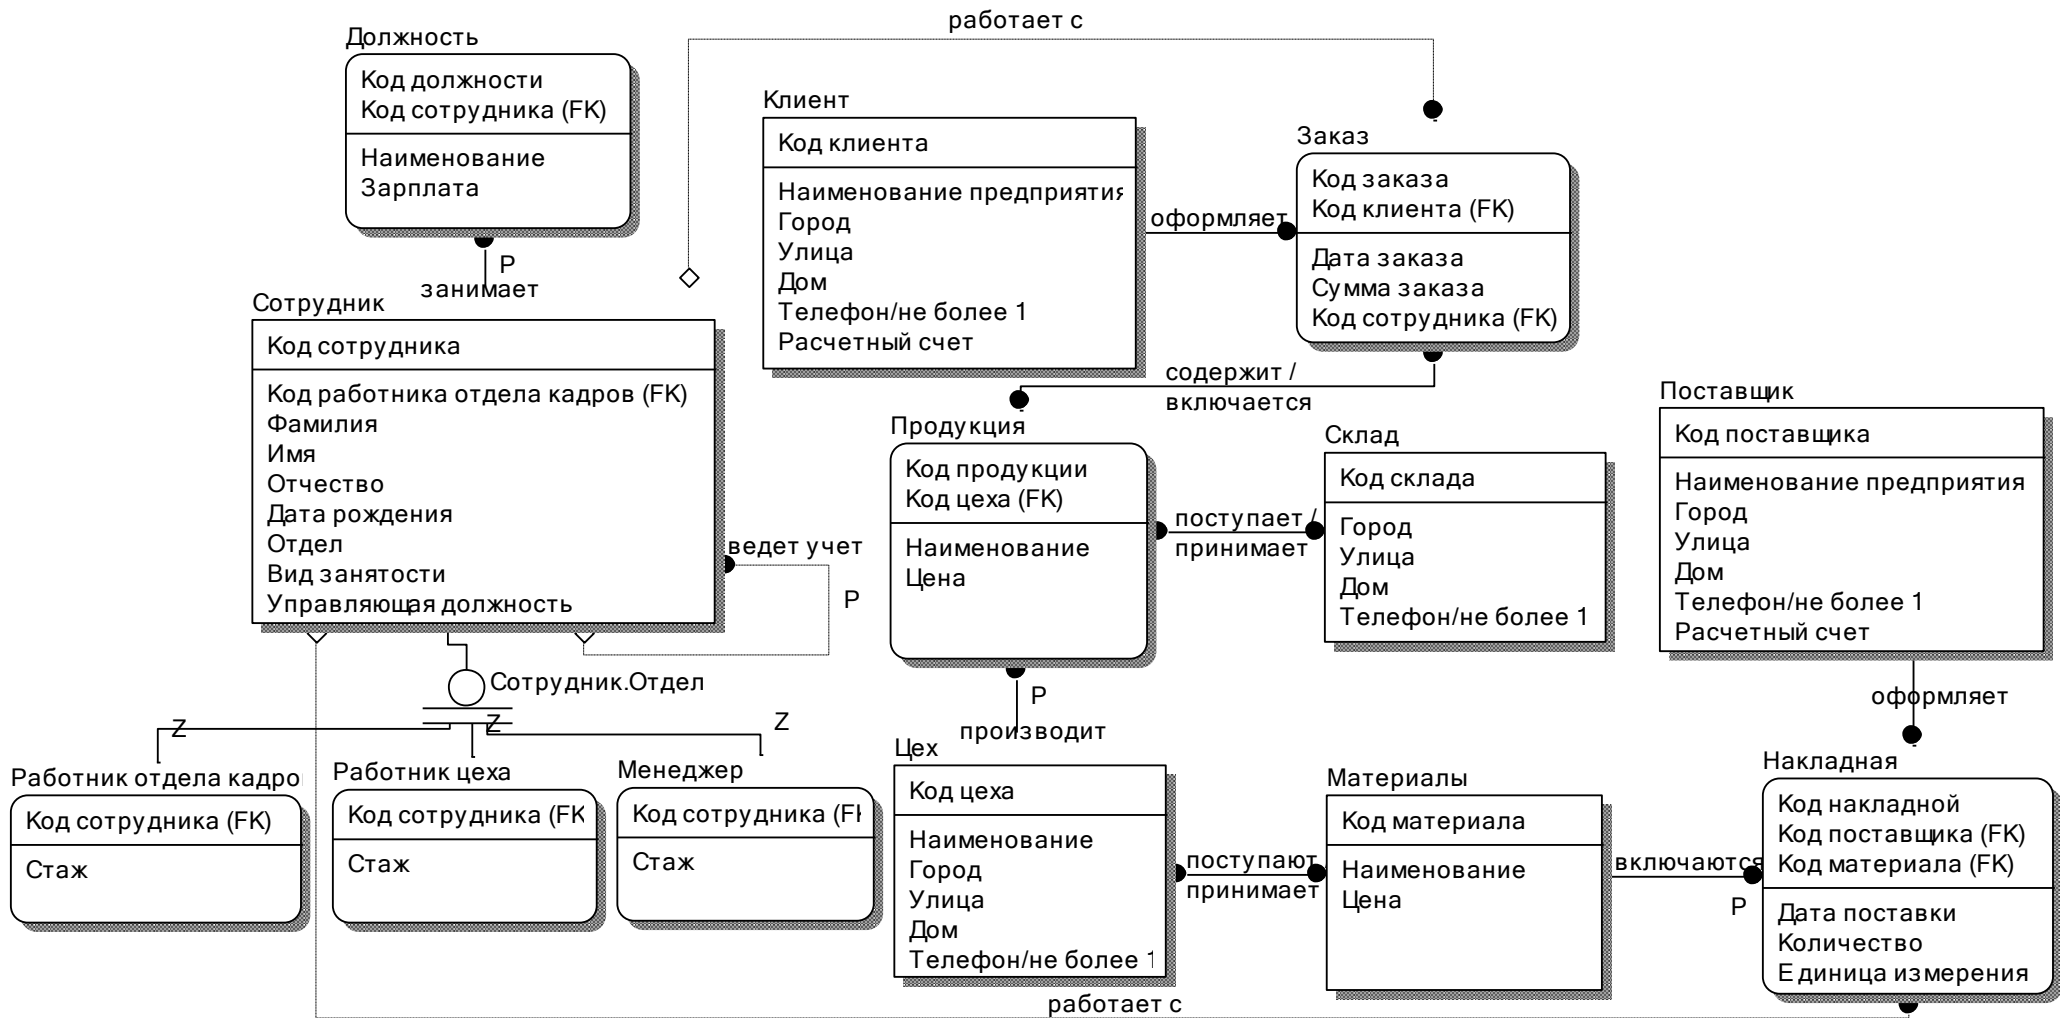 работает с
Должность
Код должности
Код сотрудника (FK)
Наименование
Зарплата
P
занимает
Клиент
Код клиента
Наименование предприятия
Город
Улица
Дом
Телефон/не более 1
Расчетный счет
оформляет
Заказ
Код заказа
Код клиента (FK)
Дата заказа
Сумма заказа
Код сотрудника (FK)
содержит /
включается
Сотрудник
Код сотрудника
Код работника отдела кадров (FK)
Фамилия
Имя
Отчество
Дата рождения
Отдел
Вид занятости
Управляющая должность
ведет учет
P
Продукция
Код продукции
Код цеха (FK)
Наименование
Цена
поступает /
принимает
Склад
Код склада
Город
Улица
Дом
Телефон/не более 1
Поставщик
Код поставщика
Наименование предприятия
Город
Улица
Дом
Телефон/не более 1
Расчетный счет
оформляет
Сотрудник.Отдел
Z
Z
Z
P
производит
Работник отдела кадро
Код сотрудника (FK)
Стаж
Работник цеха
Код сотрудника (FK
Стаж
Менеджер
Код сотрудника (FK
Стаж
Цех
Код цеха
Наименование
Город
Улица
Дом
Телефон/не более 1
поступают
принимает
Материалы
Код материала
Наименование
Цена
включаются
P
Накладная
Код накладной
Код поставщика (FK)
Код материала (FK)
Дата поставки
Количество
Единица измерения
работает с